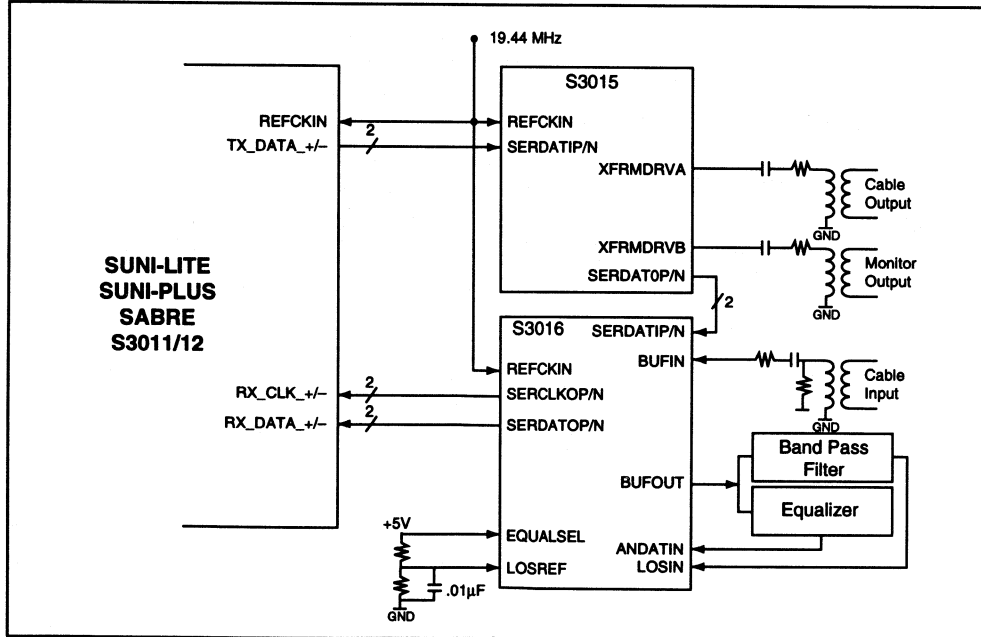 19.44 MHz
S3015
REFCKIN
REFCKIN
2
TX_DATA_+/–
SERDATIP/N
XFRMDRVA
Cable
Output
GND
XFRMDRVB
Monitor
Output
SERDAT0P/N
GND
2
SUNI-LITE
SUNI-PLUS
SABRE
S3011/12
S3016
SERDATIP/N
BUFIN
REFCKIN
Cable
Input
2
RX_CLK_+/–
SERCLKOP/N
2
RX_DATA_+/–
SERDATOP/N
GND
Band Pass
Filter
BUFOUT
Equalizer
+5V
EQUALSEL
ANDATIN
LOSREF
LOSIN
.01µF
GND